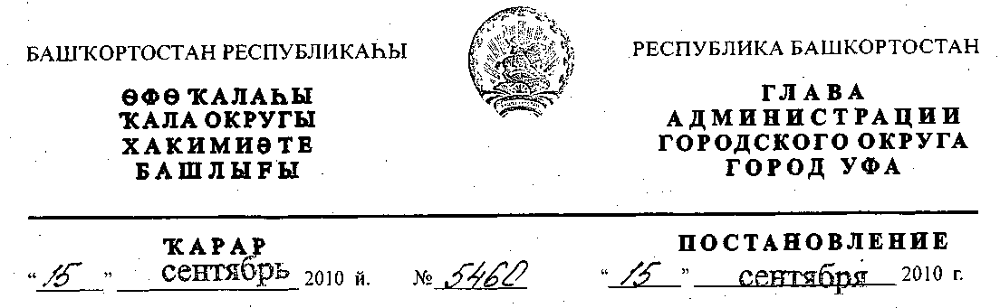 БАШҠОРТОСТАН РЕСПУБЛИКАҺЫ
ӨФӨ ҠАЛАҺЫ
ҠАЛА ОКРУГЫ
ХАКИМИӘТЕ
БАШЛЫҒЫ
РЕСПУБЛИКА БАШКОРТОСТАН
ГЛАВА
АДМИНИСТРАЦИИ
ГОРОДСКОГО ОКРУГА
ГОРОД УФА
ҠАРАР
“15” сентябрь 2010 й. № 5460
ПОСТАНОВЛЕНИЕ
“15” сентября 2010 г.